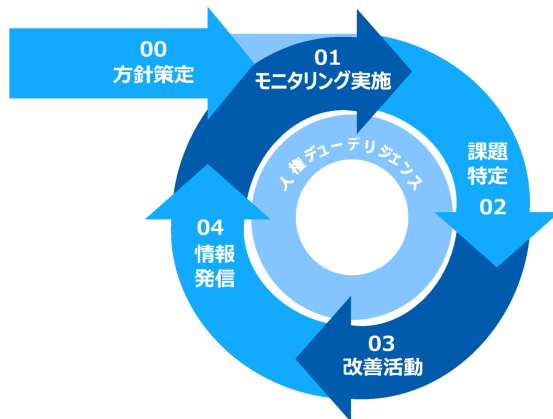 00
方針策定
01
モニタリング実施
課題
特定
02
03
改善活動
04
情報
発信
人権デューデリジェンス